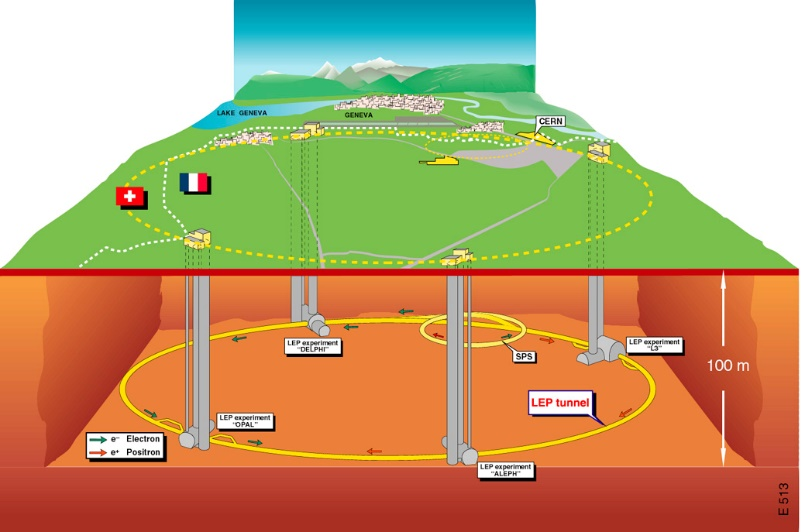 CERN
LAKE GENEVA
GENEVA
LEP experiment
"DELPHI"
SPS
LEP experiment
"L3"
100 m
LEP tunnel
LEP experiment
"OPAL"
e− Electron
e+ Positron
LEP experiment
"ALEPH"
E 513